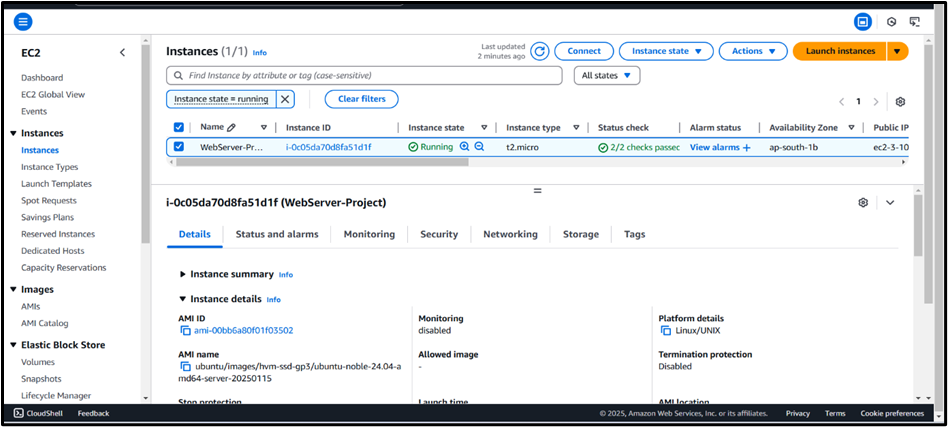 EC2
Dashboard
EC2 Global View
Events
Instances
Instances
Instance Types
Launch Templates
Spot Requests
Savings Plans
Reserved Instances
Dedicated Hosts
Capacity Reservations
Images
AMIs
AMI Catalog
Elastic Block Store
Volumes
Snapshots
Lifecycle Manager
Instances (1/1) Info
Last updated
2 minutes ago
Connect
Instance state
Actions
Launch instances
Find Instance by attribute or tag (case-sensitive)
All states
Instance state = running
Clear filters
1
Name Instance ID Instance state Instance type Status check Alarm status Availability Zone Public IP
WebServer-Pr... i-0c05da70d8fa51d1f Running t2.micro 2/2 checks passec View alarms + ap-south-1b ec2-3-10
i-0c05da70d8fa51d1f (WebServer-Project)
Details Status and alarms Monitoring Security Networking Storage Tags
Instance summary Info
Instance details Info
AMI ID
ami-00bb6a80f01f03502
Monitoring
disabled
Platform details
Linux/UNIX
AMI name
ubuntu/images/hvm-ssd-gp3/ubuntu-noble-24.04-a
md64-server-20250115
Allowed image
-
Termination protection
Disabled
Stop protection
Launch time
AMI location
CloudShell Feedback © 2025, Amazon Web Services, Inc. or its affiliates. Privacy Terms Cookie preferences